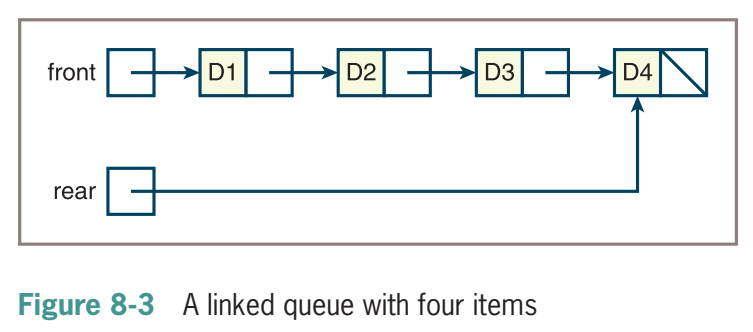 front D1 D2 D3 D4
rear
Figure 8-3 A linked queue with four items